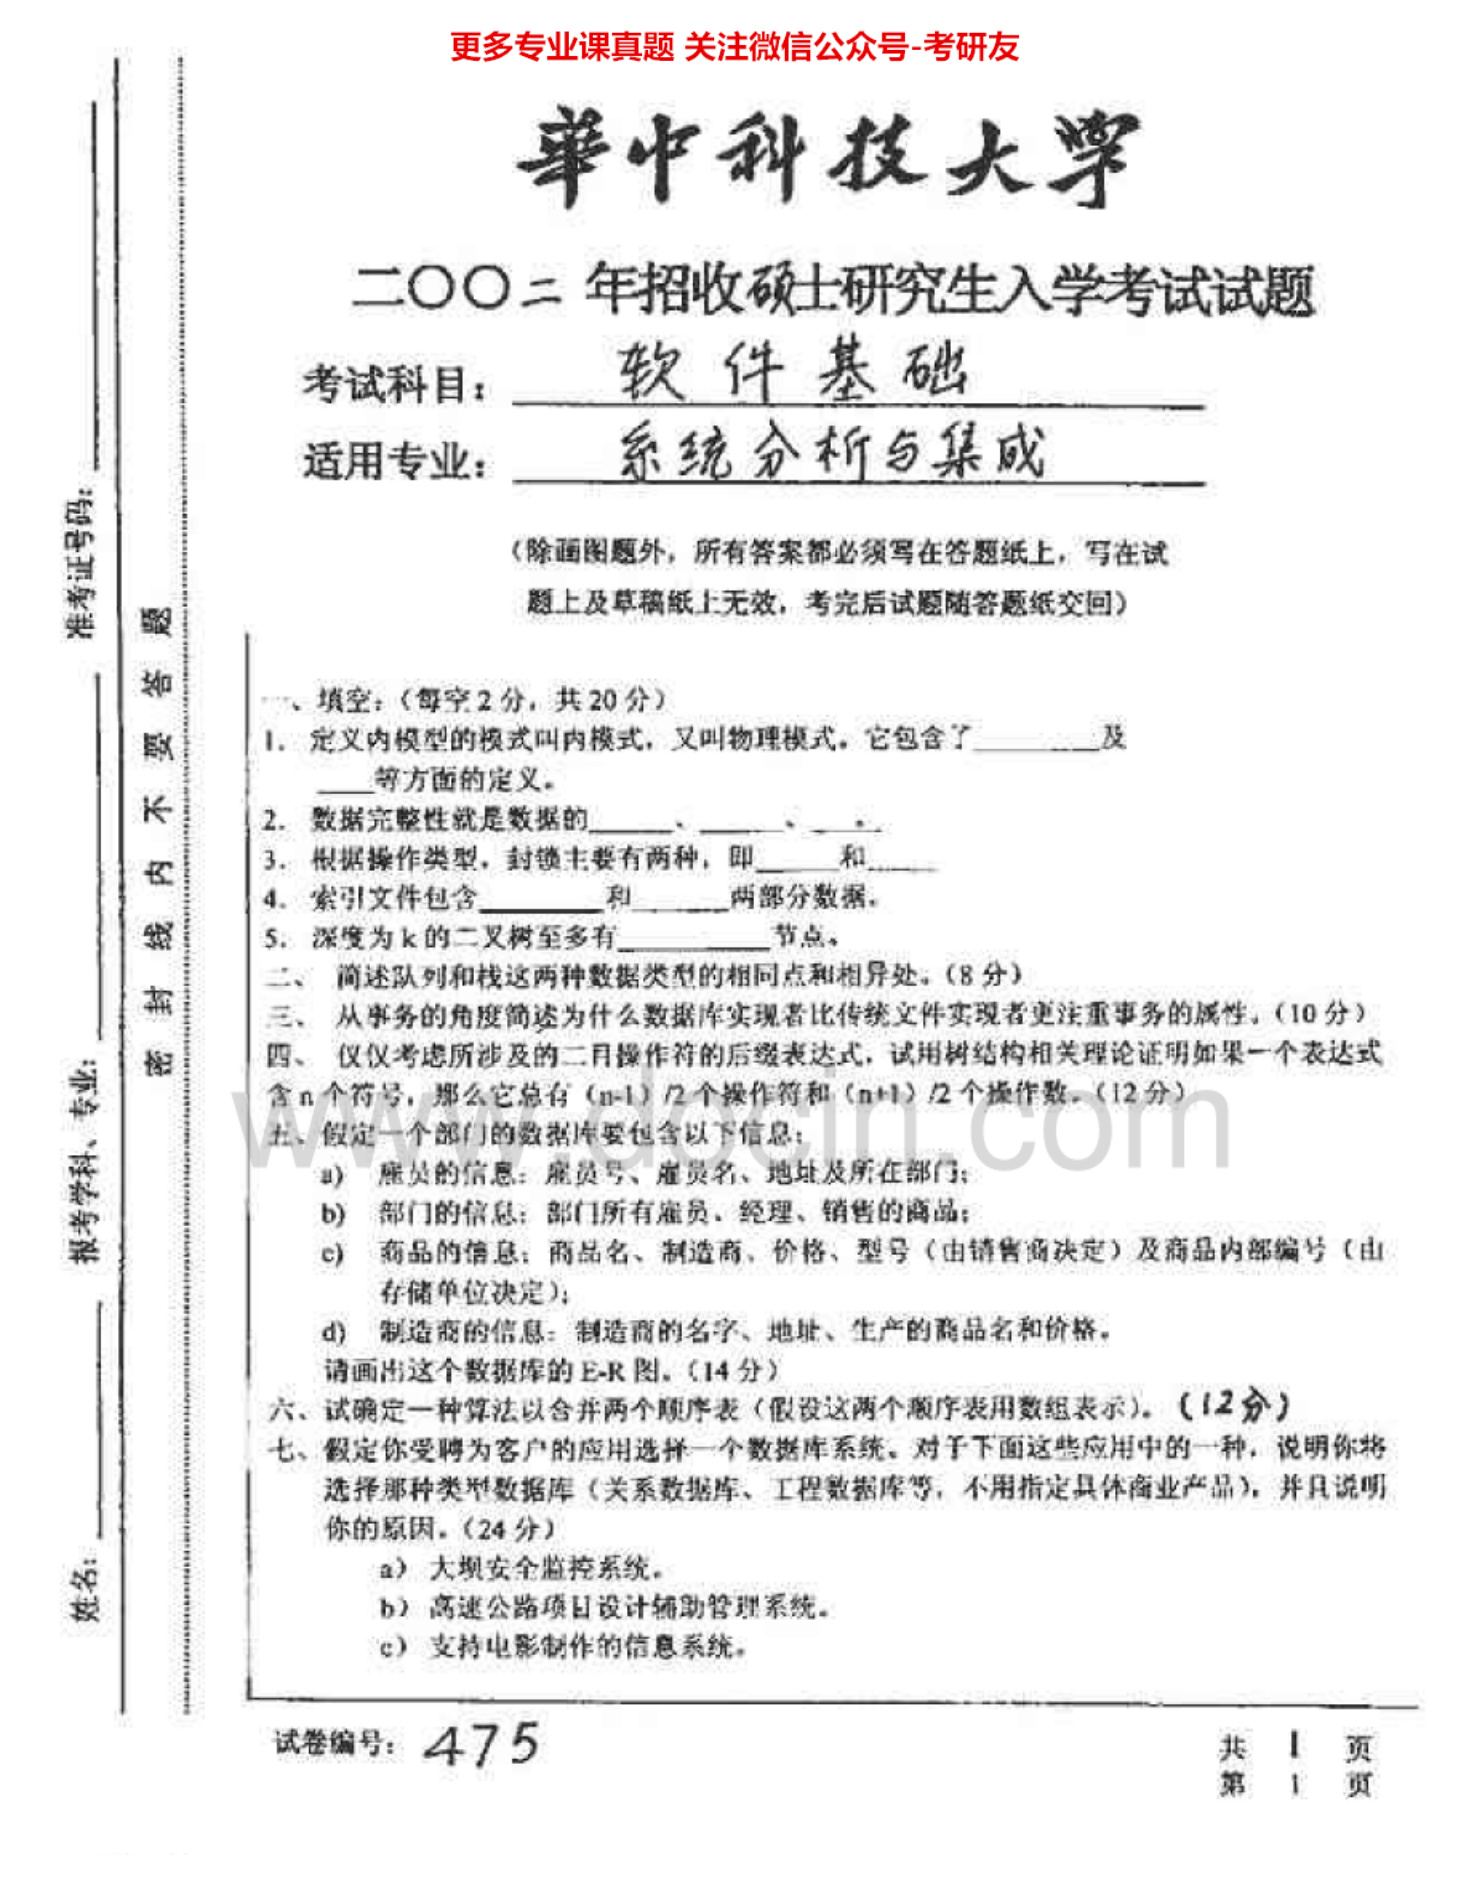 更多专业课真题 关注微信公众号-考研友
華中科技大学
二〇〇二 年招收硕士研究生入学考试试题
考试科目： 软件基础
适用专业： 系统分析与集成
（除画图题外，所有答案都必须写在答题纸上，写在试
题上及草稿纸上无效，考完后试题随答题纸交回）
一、填空：（每空2分，共20分）
1. 定义内模型的模式叫内模式，又叫物理模式。它包含了________及
____等方面的定义。
2. 数据完整性就是数据的______、______、_____。
3. 根据操作类型，封锁主要有两种，即______和_____
4. 索引文件包含________和_______两部分数据。
5. 深度为k的二叉树至多有__________节点。
二、 简述队列和栈这两种数据类型的相同点和相异处。（8分）
三、 从事务的角度简述为什么数据库实现者比传统文件实现者更注重事务的属性。（10分）
四、 仅仅考虑所涉及的二目操作符的后缀表达式，试用树结构相关理论证明如果一个表达式
含n个符号，那么它总有（n-1）/2个操作符和（n+1）/2个操作数。（12分）
五、假定一个部门的数据库要包含以下信息：
a) 雇员的信息：雇员号、雇员名、地址及所在部门；
b) 部门的信息：部门所有雇员、经理、销售的商品；
c) 商品的信息：商品名、制造商、价格、型号（由销售商决定）及商品内部编号（由
存储单位决定）；
d) 制造商的信息：制造商的名字、地址、生产的商品名和价格。
请画出这个数据库的E-R图。（14分）
六、试确定一种算法以合并两个顺序表（假设这两个顺序表用数组表示）。（12分）
七、假定你受聘为客户的应用选择一个数据库系统。对于下面这些应用中的一种，说明你将
选择那种类型数据库（关系数据库、工程数据库等，不用指定具体商业产品），并且说明
你的原因。（24分）
a） 大坝安全监控系统。
b） 高速公路项目设计辅助管理系统。
c） 支持电影制作的信息系统。
试卷编号： 475
共 1 页
第 1 页
准考证号码：
报考学科、专业：
姓名：
密封线内不要答题
www.docin.com